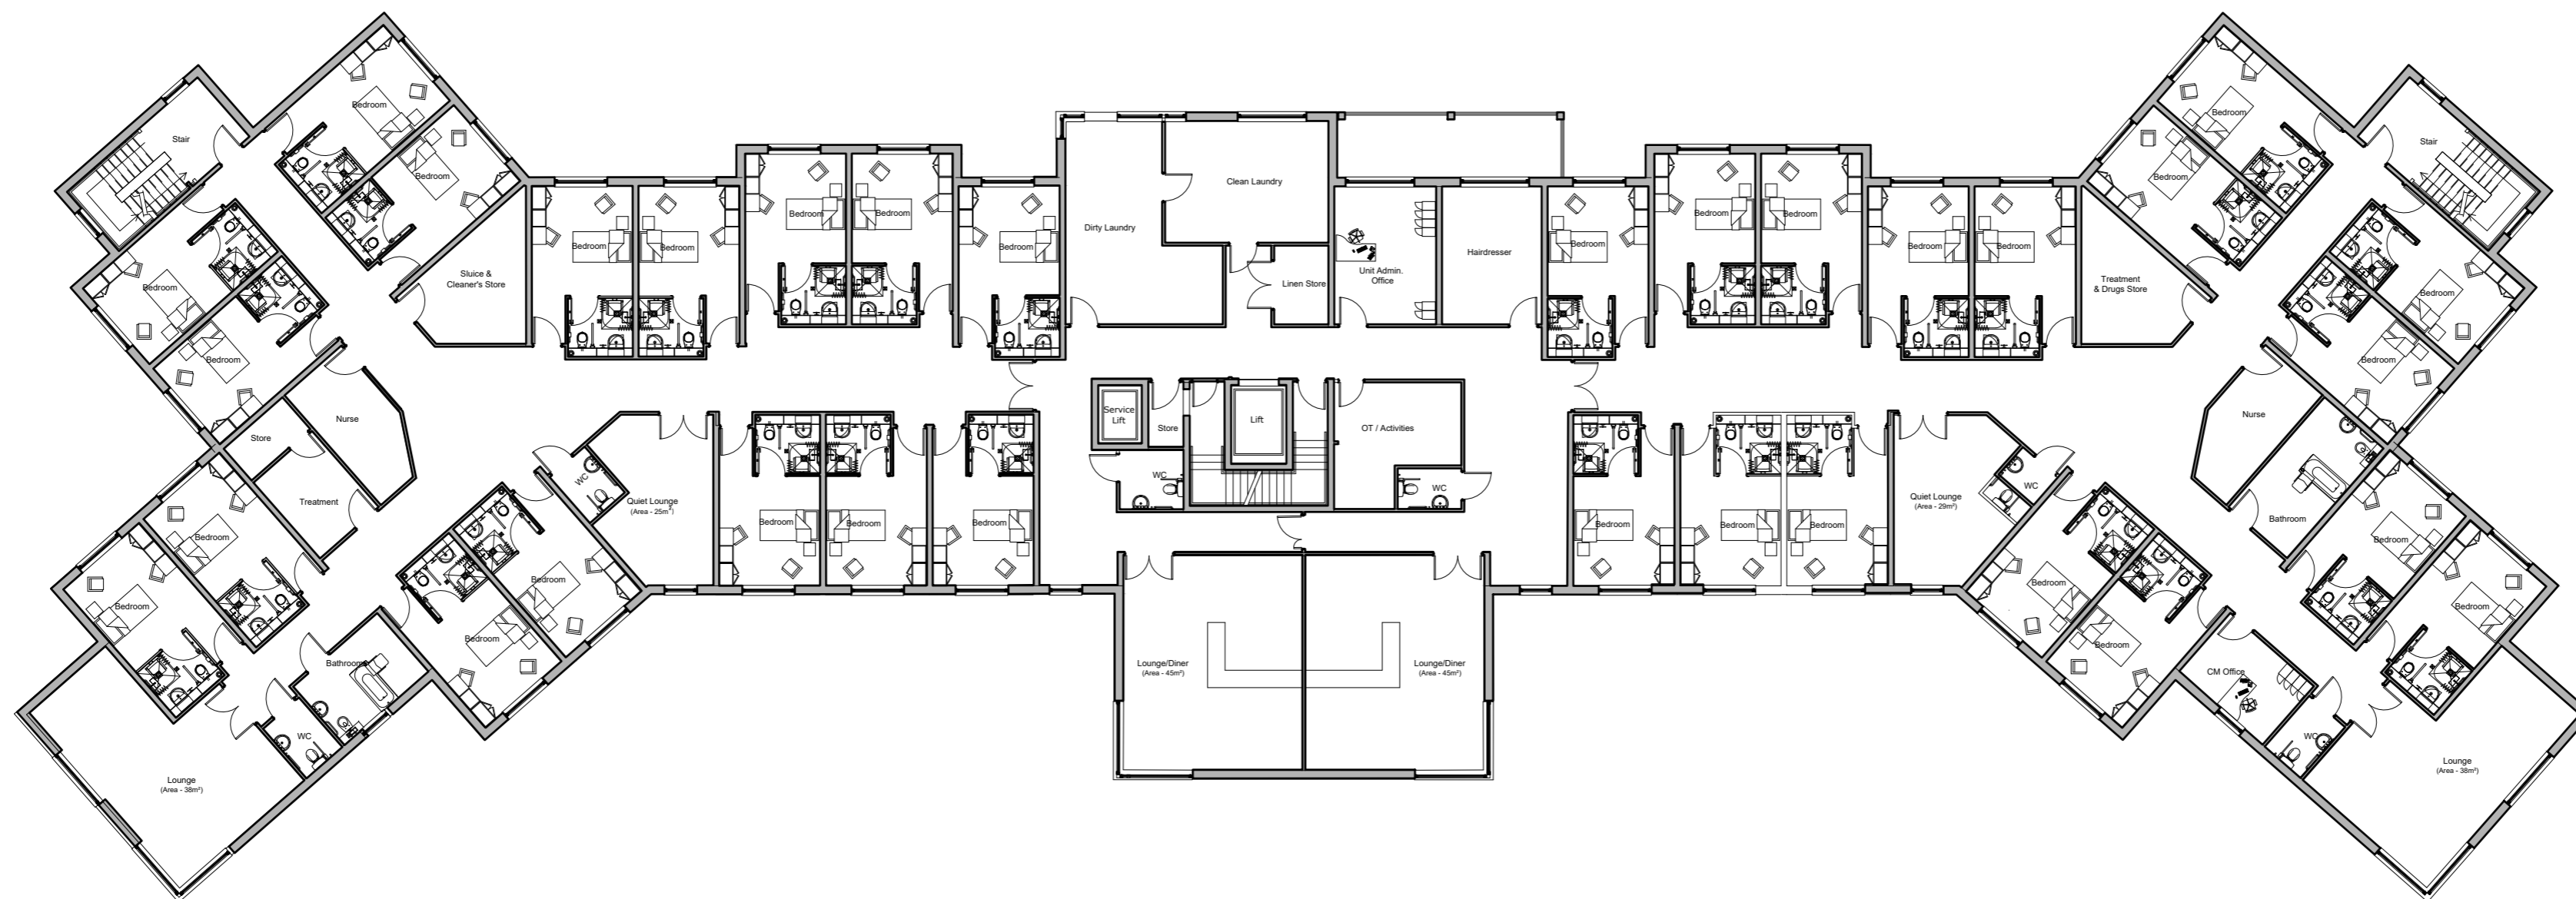 Bedroom
Bedroom
Stair
Bedroom
Bedroom
Sluice &
Cleaner's Store
Bedroom
Bedroom
Bedroom
Bedroom
Bedroom
Dirty Laundry
Clean Laundry
Linen Store
Unit Admin.
Office
Hairdresser
Bedroom
Bedroom
Bedroom
Bedroom
Bedroom
Treatment
& Drugs Store
Bedroom
Bedroom
Stair
Bedroom
Bedroom
Nurse
Store
Treatment
Bedroom
Bedroom
Lounge
(Area - 38m²)
WC
Bathroom
Bedroom
Bedroom
WC
Quiet Lounge
(Area - 25m²)
Bedroom
Bedroom
Bedroom
Service
Lift
Store
WC
Lift
OT / Activities
WC
Lounge/Diner
(Area - 45m²)
Lounge/Diner
(Area - 45m²)
Bedroom
Bedroom
Bedroom
Quiet Lounge
(Area - 29m²)
WC
Bedroom
Bedroom
Nurse
Bathroom
Bedroom
Bedroom
CM Office
WC
Lounge
(Area - 38m²)